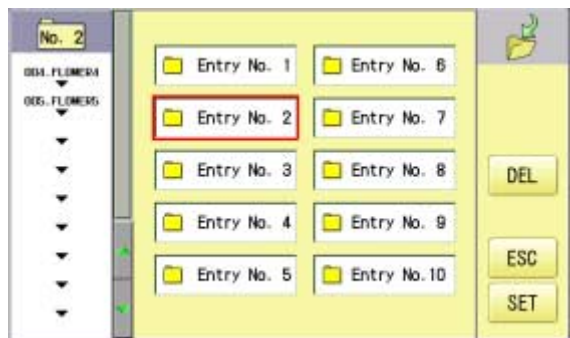 No. 2
004.FLOWER4
005.FLOWER5
Entry No. 1
Entry No. 2
Entry No. 3
Entry No. 4
Entry No. 5
Entry No. 6
Entry No. 7
Entry No. 8
Entry No. 9
Entry No.10
DEL
ESC
SET